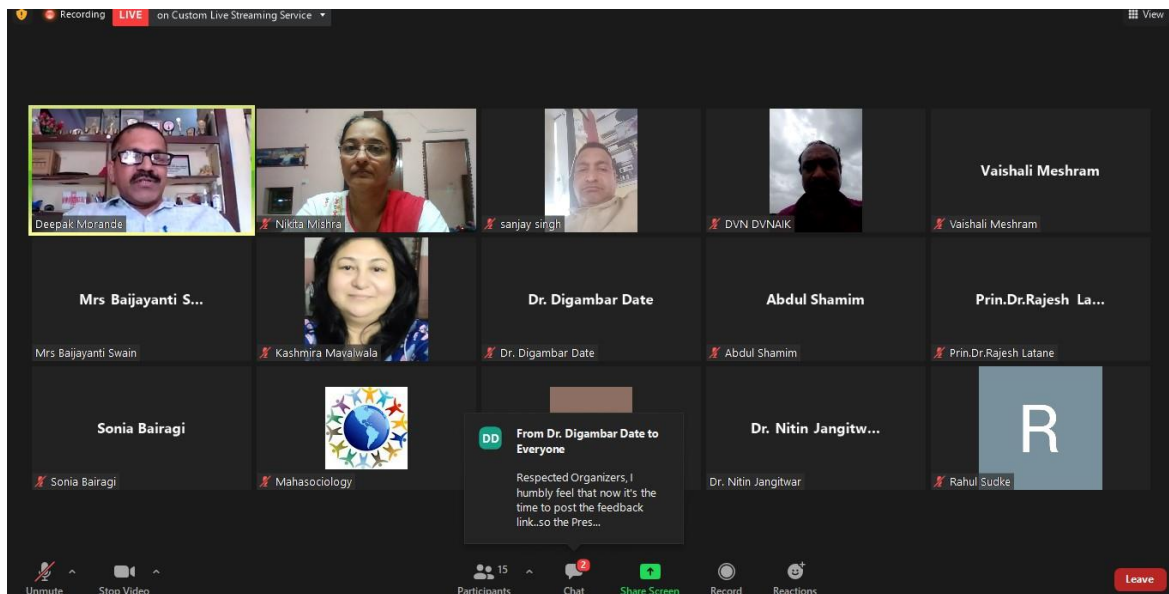 Recording LIVE on Custom Live Streaming Service
View
Deepak Morande
Nikita Mishra
sanjay singh
DVN DVNAIK
Vaishali Meshram
Vaishali Meshram
Mrs Baijayanti S...
Mrs Baijayanti Swain
Kashmira Mavalwala
Dr. Digambar Date
Dr. Digambar Date
Abdul Shamim
Abdul Shamim
Prin.Dr.Rajesh La...
Prin.Dr.Rajesh Latane
Sonia Bairagi
Sonia Bairagi
Mahasociology
DD
From Dr. Digambar Date to
Everyone
Respected Organizers, I
humbly feel that now it's the
time to post the feedback
link..so the Pres...
Dr. Nitin Jangitw...
Dr. Nitin Jangitwar
R
Rahul Sudke
Unmute
Stop Video
15
Participants
2
Chat
Share Screen
Record
Reactions
Leave